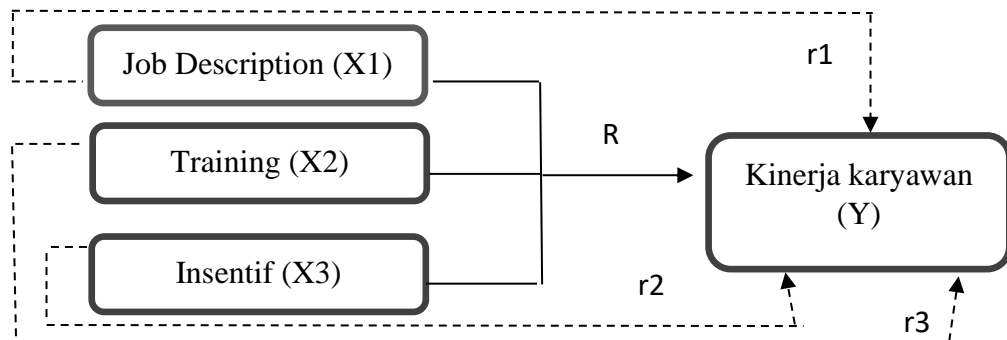 Job Description (X1)
r1
R
Training (X2)
Kinerja karyawan
(Y)
Insentif (X3)
r2
r3